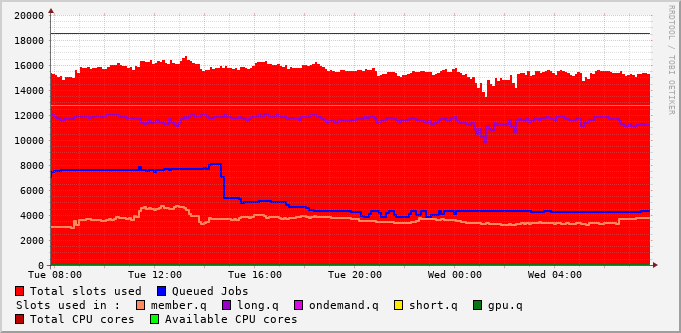 20000
18000
16000
14000
12000
10000
8000
6000
4000
2000
0
Tue 08:00 Tue 12:00 Tue 16:00 Tue 20:00 Wed 00:00 Wed 04:00
Total slots used Queued Jobs
Slots used in : member.q long.q ondemand.q short.q gpu.q
Total CPU cores Available CPU cores
RRDTOOL / TOBI OETIKER